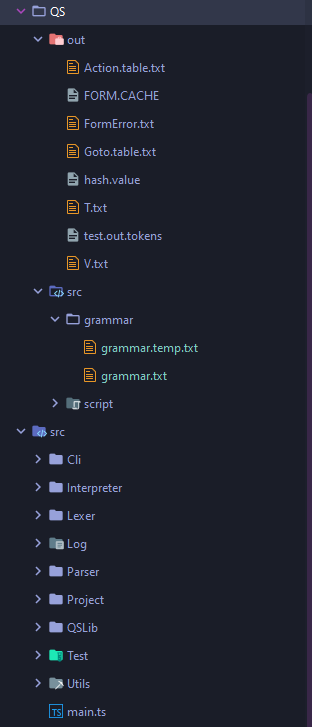 QS
out
Action.table.txt
FORM.CACHE
FormError.txt
Goto.table.txt
hash.value
T.txt
test.out.tokens
V.txt
src
grammar
grammar.temp.txt
grammar.txt
script
src
Cli
Interpreter
Lexer
Log
Parser
Project
QSLib
Test
Utils
TS main.ts